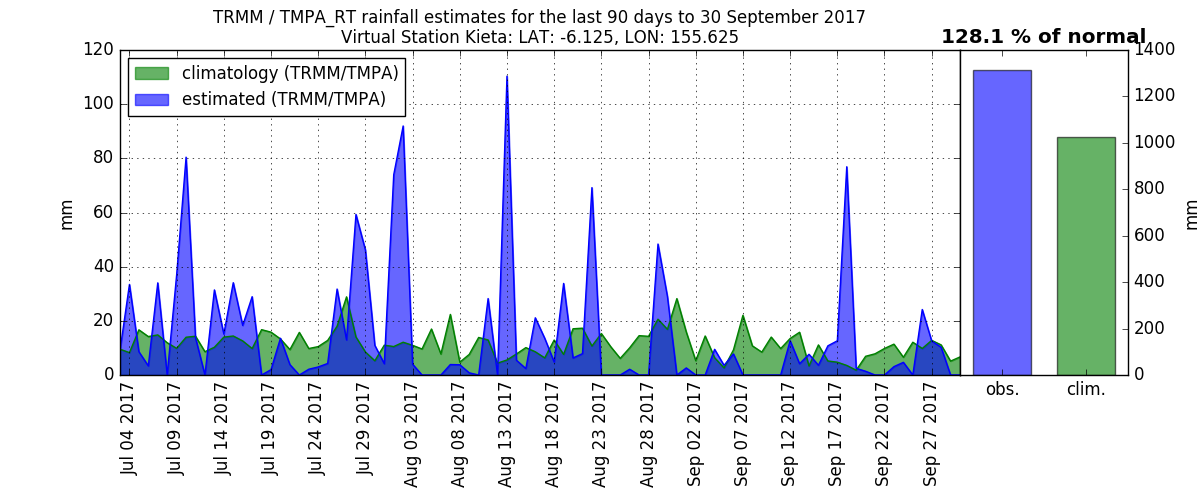 TRMM / TMPA_RT rainfall estimates for the last 90 days to 30 September 2017
Virtual Station Kieta: LAT: -6.125, LON: 155.625
128.1 % of normal
climatology (TRMM/TMPA)
estimated (TRMM/TMPA)
120
100
80
60
40
20
0
mm
Jul 04 2017
Jul 09 2017
Jul 14 2017
Jul 19 2017
Jul 24 2017
Jul 29 2017
Aug 03 2017
Aug 08 2017
Aug 13 2017
Aug 18 2017
Aug 23 2017
Aug 28 2017
Sep 02 2017
Sep 07 2017
Sep 12 2017
Sep 17 2017
Sep 22 2017
Sep 27 2017
obs.
clim.
1400
1200
1000
800
600
400
200
0
mm